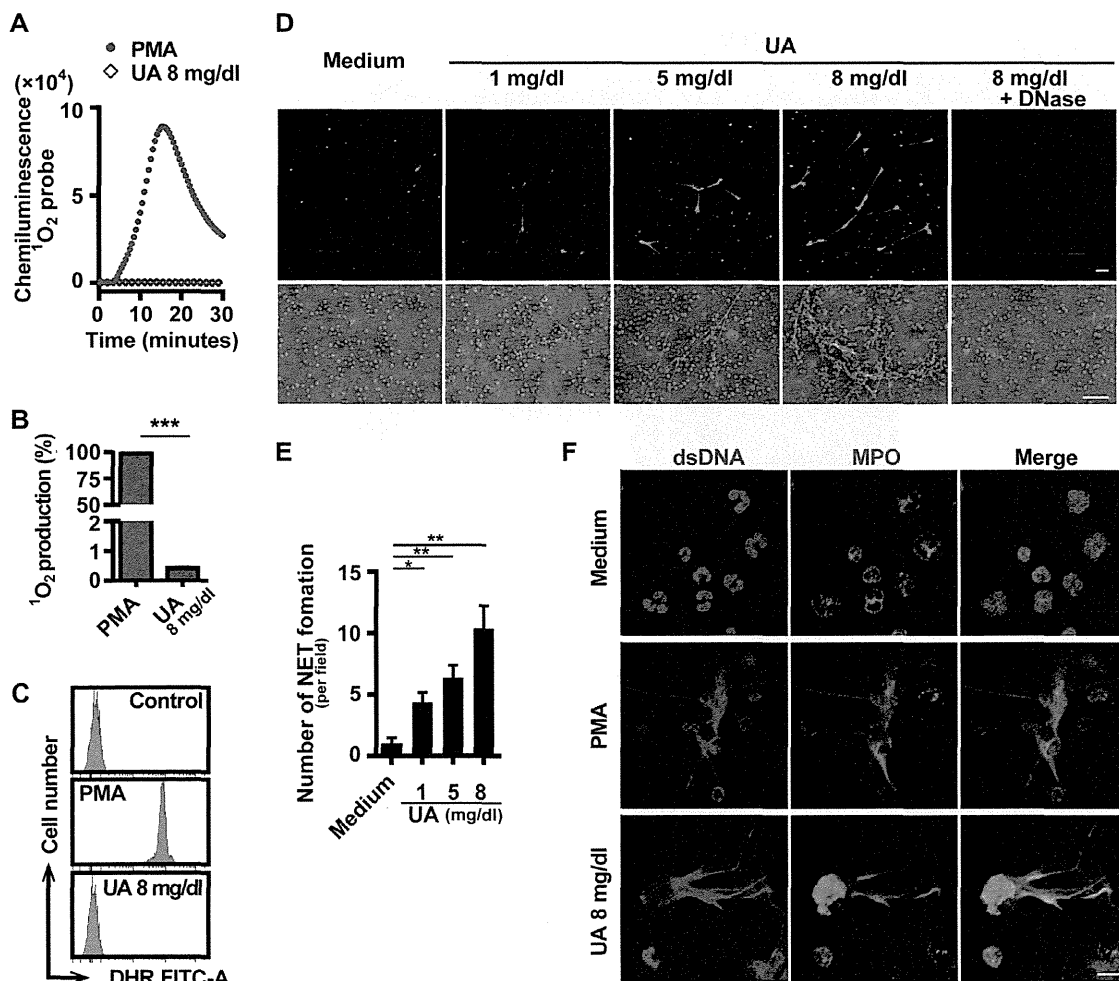 A
PMA
UA 8 mg/dl
(×10⁴)
Chemiluminescence
¹O₂ probe
10
5
0
0 10 20 30
Time (minutes)
B
***
¹O₂ production (%)
100
75
50
2
1
0
PMA
UA
8 mg/dl
C
Control
PMA
UA 8 mg/dl
Cell number
DHR FITC-A
D
Medium
UA
1 mg/dl
5 mg/dl
8 mg/dl
8 mg/dl
+ DNase
E
Number of NET fomation
(per field)
**
**
*
15
10
5
0
Medium
1 5 8
UA (mg/dl)
F
dsDNA MPO Merge
Medium
PMA
UA 8 mg/dl